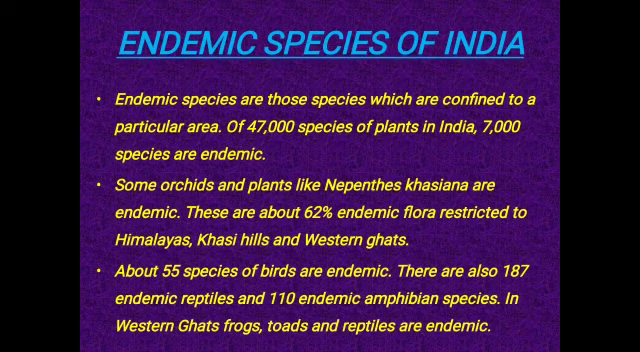 ENDEMIC SPECIES OF INDIA
• Endemic species are those species which are confined to a
particular area. Of 47,000 species of plants in India, 7,000
species are endemic.
• Some orchids and plants like Nepenthes khasiana are
endemic. These are about 62% endemic flora restricted to
Himalayas, Khasi hills and Western ghats.
• About 55 species of birds are endemic. There are also 187
endemic reptiles and 110 endemic amphibian species. In
Western Ghats frogs, toads and reptiles are endemic.